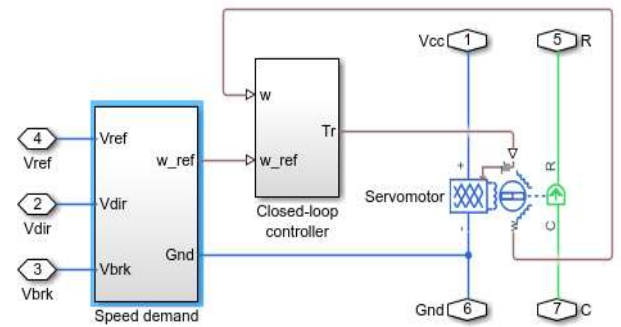 Vcc 1 5 R
w
4 Vref Tr
Vref w_ref w_ref + Tr R
Servomotor
2 Vdir Closed-loop
Vdir controller - w C
3 Vbrk Gnd
Vbrk Gnd 6 7 C
Speed demand